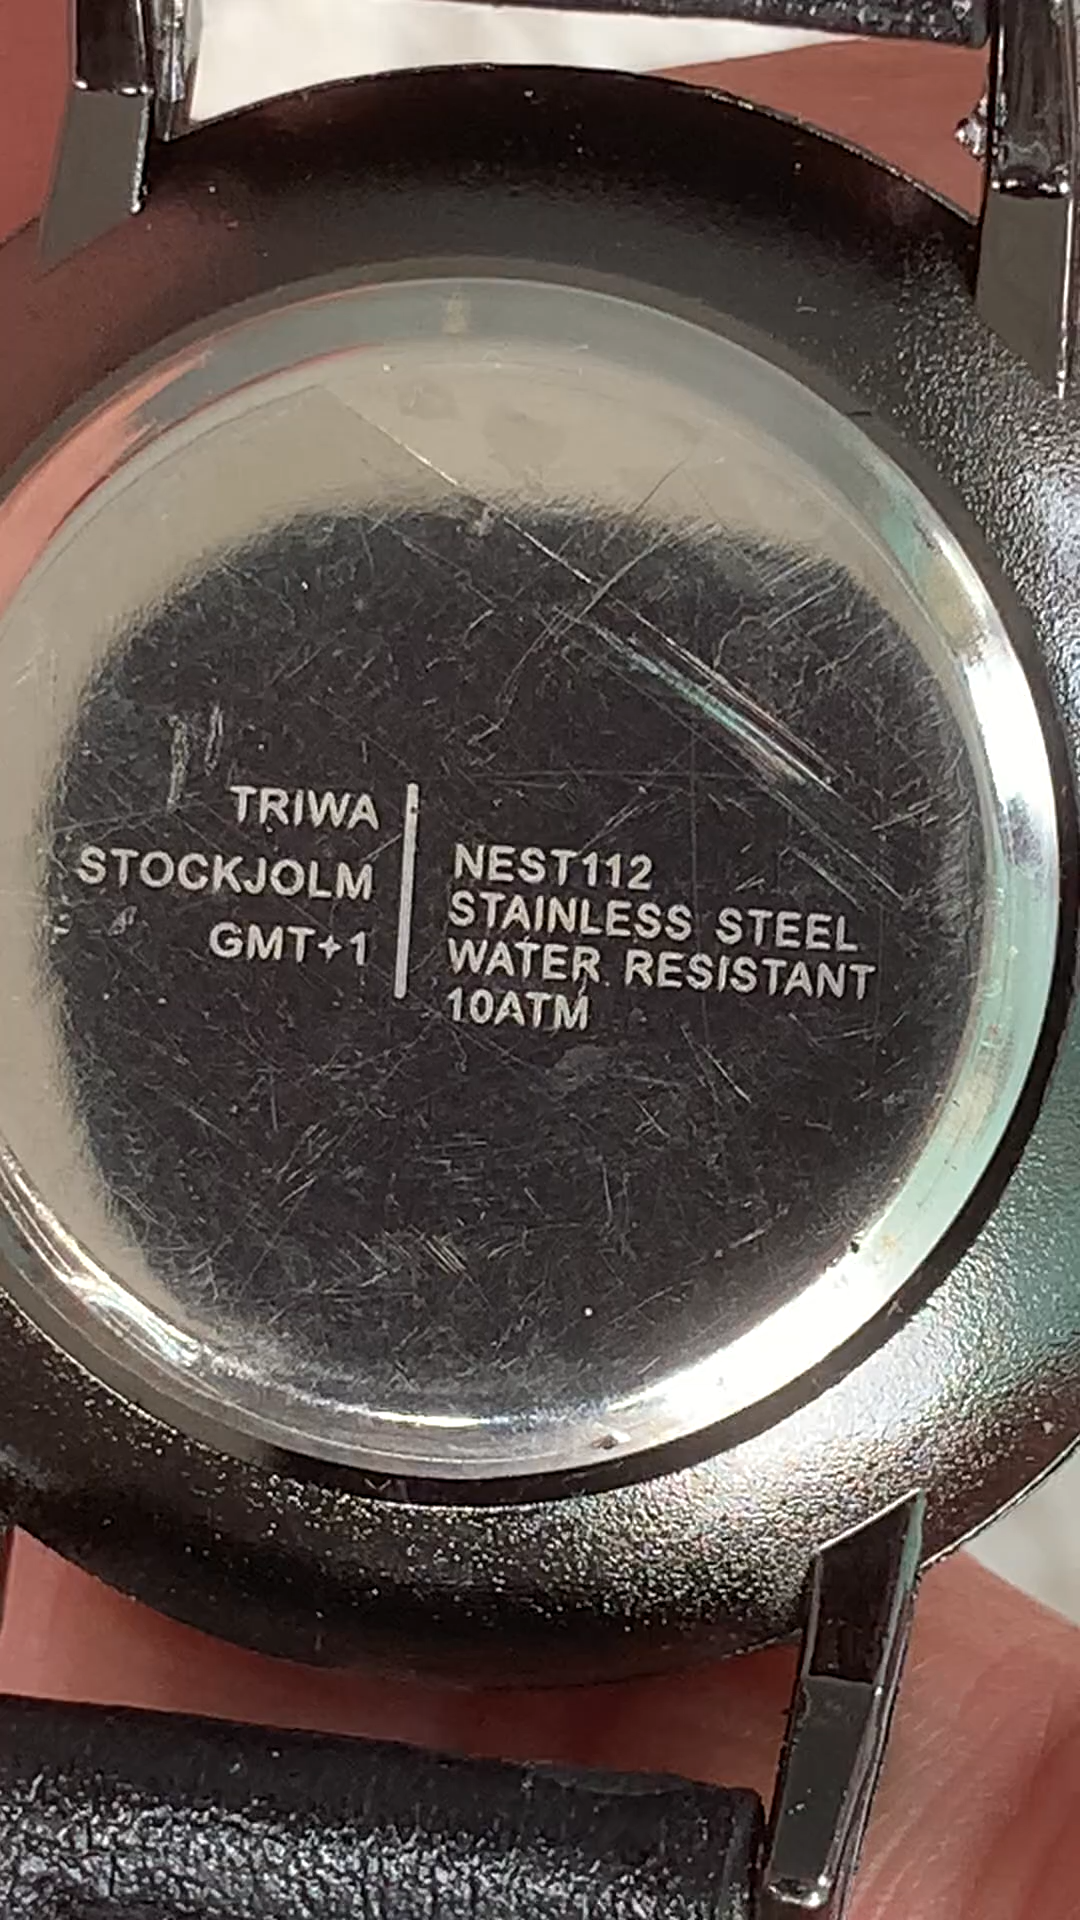 TRIWA
STOCKJOLM
GMT+1
NEST112
STAINLESS STEEL
WATER RESISTANT
10ATM